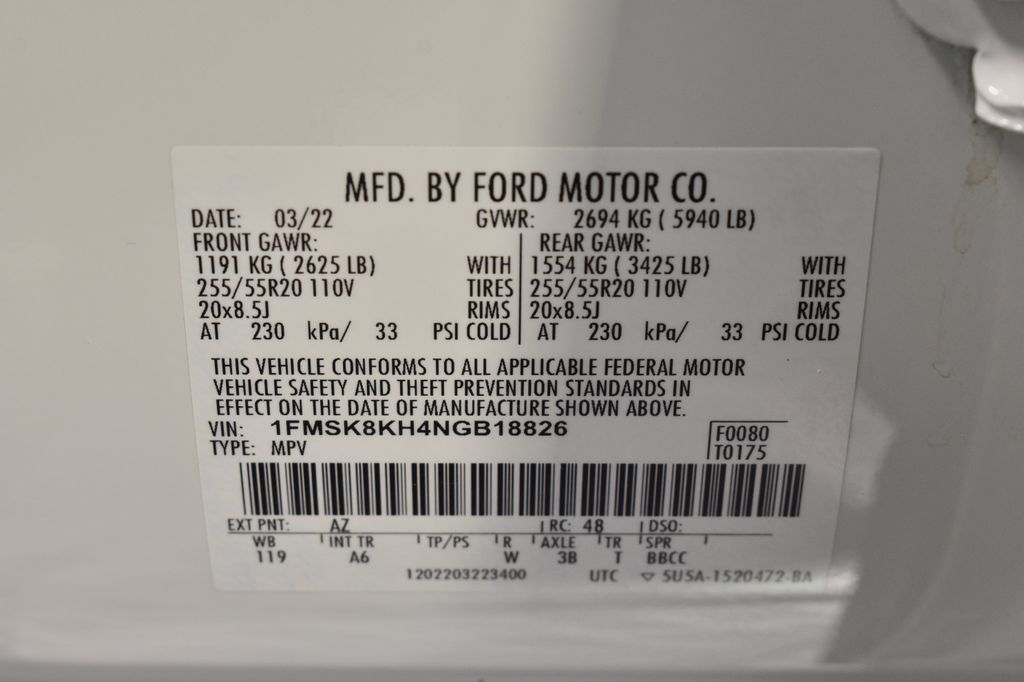 MFD. BY FORD MOTOR CO.
DATE: 03/22 GVWR: 2694 KG ( 5940 LB)
FRONT GAWR: REAR GAWR:
1191 KG ( 2625 LB) WITH 1554 KG ( 3425 LB) WITH
255/55R20 110V TIRES 255/55R20 110V TIRES
20x8.5J RIMS 20x8.5J RIMS
AT 230 kPa/ 33 PSI COLD AT 230 kPa/ 33 PSI COLD
THIS VEHICLE CONFORMS TO ALL APPLICABLE FEDERAL MOTOR
VEHICLE SAFETY AND THEFT PREVENTION STANDARDS IN
EFFECT ON THE DATE OF MANUFACTURE SHOWN ABOVE.
VIN: 1FMSK8KH4NGB18826 F0080
TYPE: MPV T0175
EXT PNT: AZ RC: 48 DSO:
WB INT TR TP/PS R AXLE TR SPR
119 A6 W 3B T BBCC
1202203223400 UTC ▽ 5U5A-1520472-BA